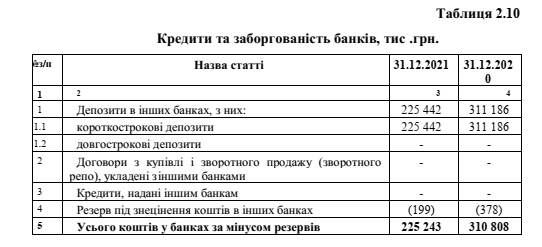 Таблиця 2.10
Кредити та заборгованість банків, тис .грн.
№з/п Назва статті 31.12.2021 31.12.202
0
1 2 3 4
1 Депозити в інших банках, з них: 225 442 311 186
1.1 короткострокові депозити 225 442 311 186
1.2 довгострокові депозити - -
2 Договори з купівлі і зворотного продажу (зворотного
репо), укладені з іншими банками - -
3 Кредити, надані іншим банкам - -
4 Резерв під знецінення коштів в інших банках (199) (378)
5 Усього коштів у банках за мінусом резервів 225 243 310 808